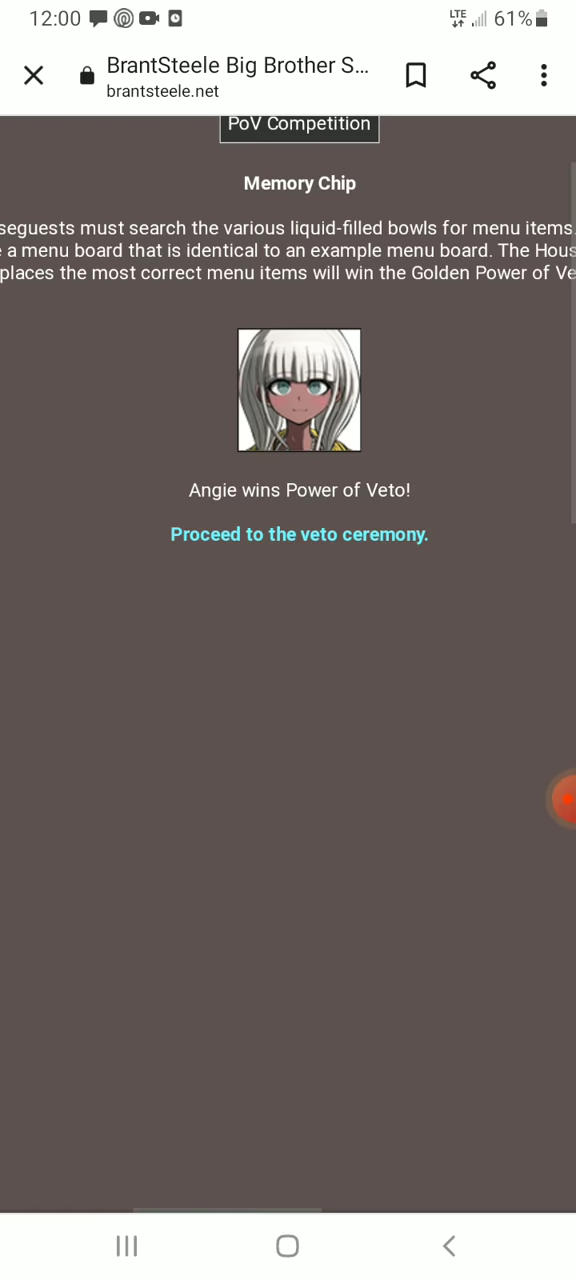 12:00
LTE
61%
BrantSteele Big Brother S...
brantsteele.net
PoV Competition
Memory Chip
seguests must search the various liquid-filled bowls for menu items.
e a menu board that is identical to an example menu board. The Hous
places the most correct menu items will win the Golden Power of Ve
Angie wins Power of Veto!
Proceed to the veto ceremony.